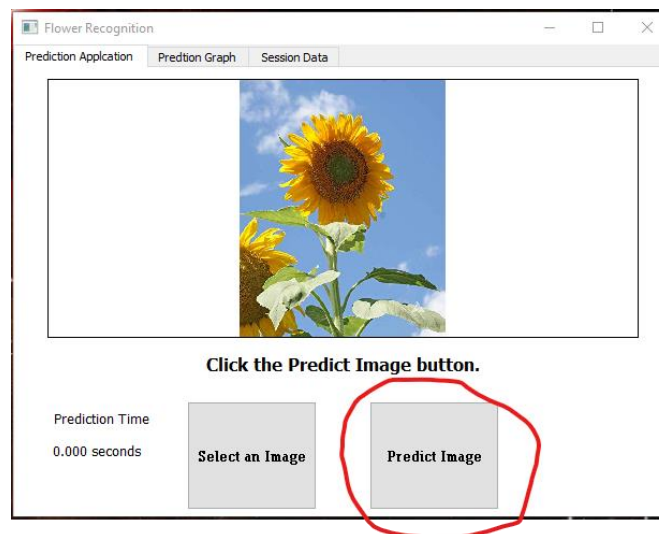 Flower Recognition
Prediction Applcation Predtion Graph Session Data
Click the Predict Image button.
Prediction Time
0.000 seconds
Select an Image
Predict Image